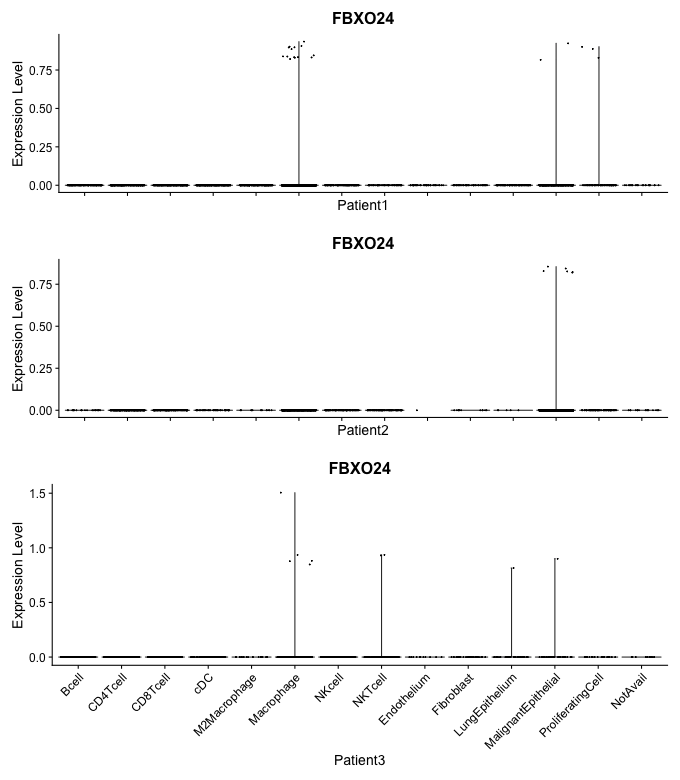 FBXO24
Expression Level
0.75
0.50
0.25
0.00
Patient1
FBXO24
Expression Level
0.75
0.50
0.25
0.00
Patient2
FBXO24
Expression Level
1.5
1.0
0.5
0.0
Bcell
CD4Tcell
CD8Tcell
cDC
M2Macrophage
Macrophage
NKcell
NKTcell
Endothelium
Fibroblast
LungEpithelium
MalignantEpithelial
ProliferatingCell
NotAvail
Patient3